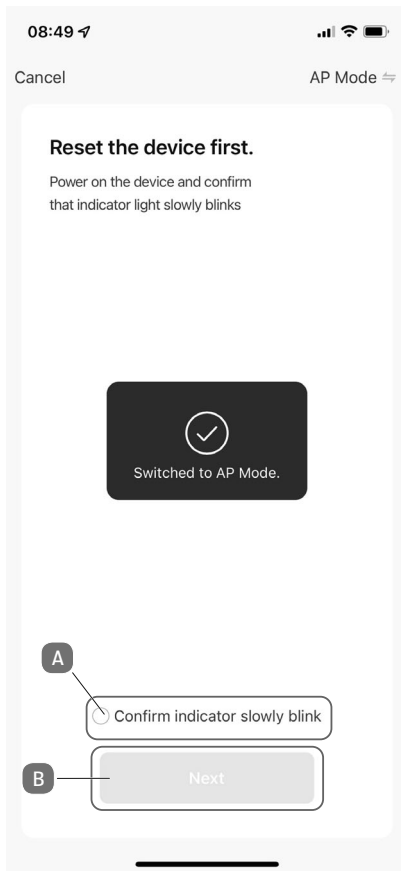 08:49
Cancel
AP Mode
Reset the device first.
Power on the device and confirm
that indicator light slowly blinks
Switched to AP Mode.
A
Confirm indicator slowly blink
B
Next